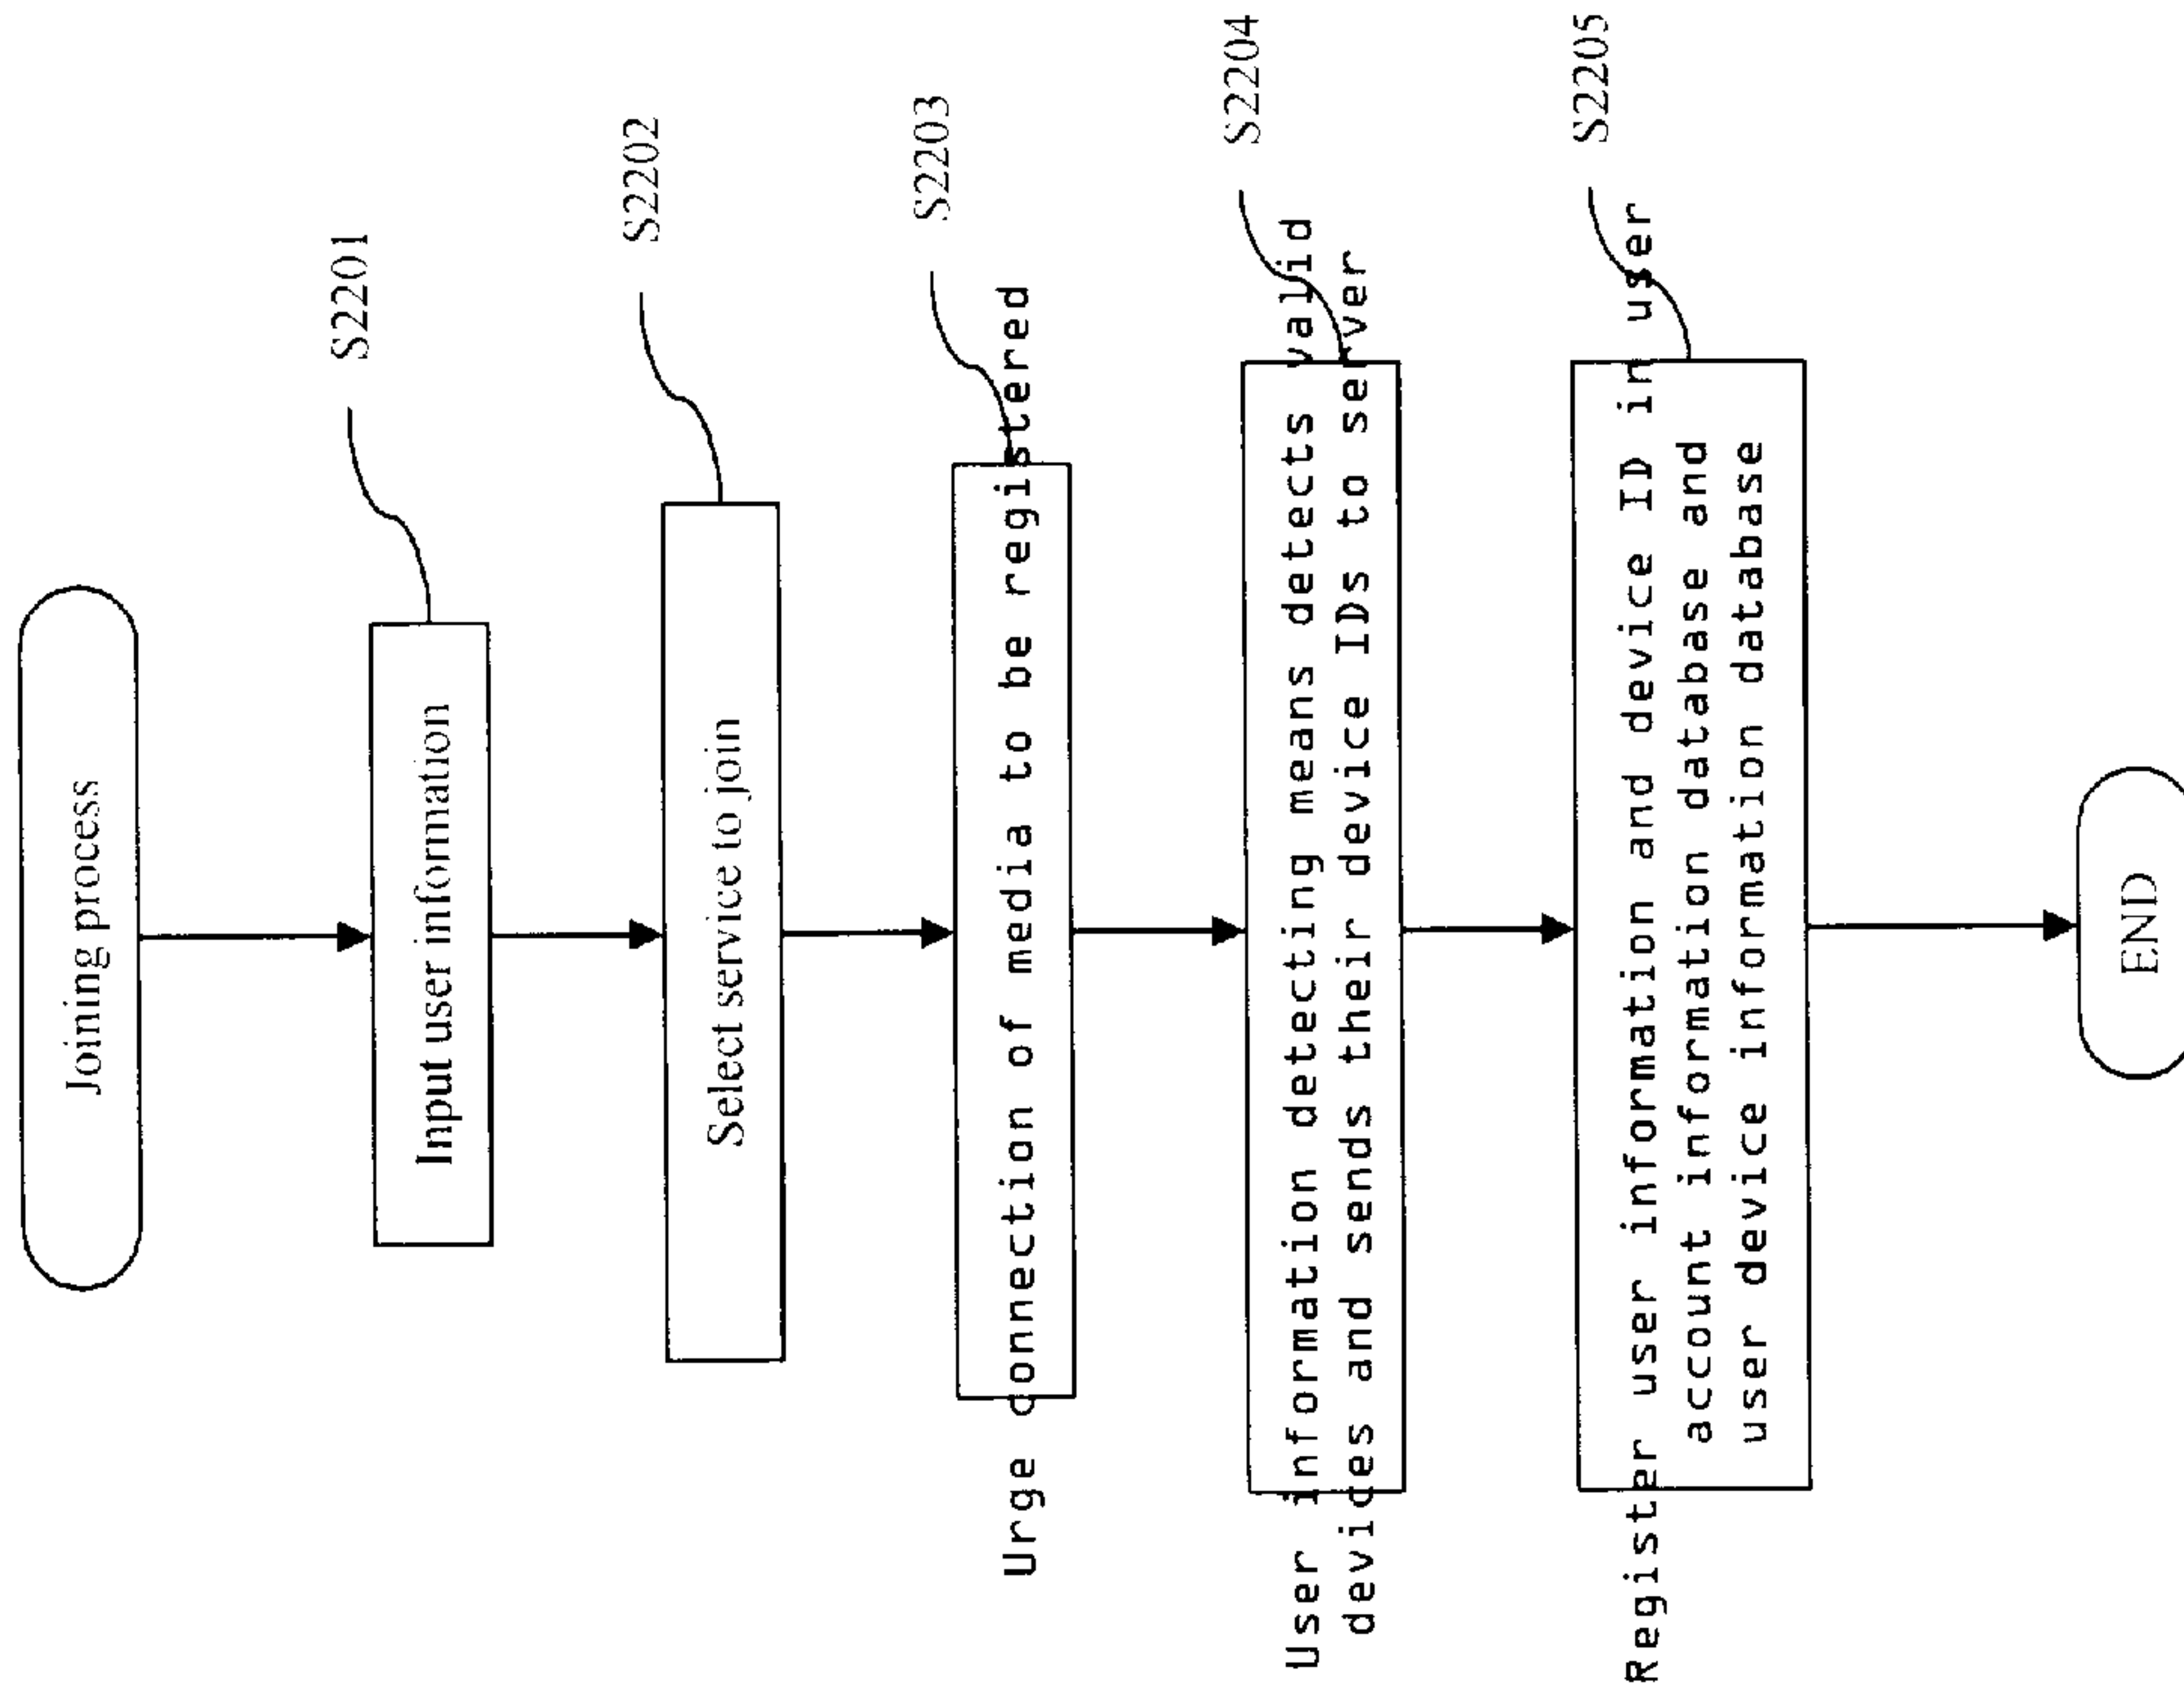 Joining process
S2201
Input user information
S2202
Select service to join
S2203
Urge connection of media to be registered
S2204
User information detecting means detects valid
devices and sends their device IDs to server
S2205
Register user information and device ID in user
account information database and
user device information database
END